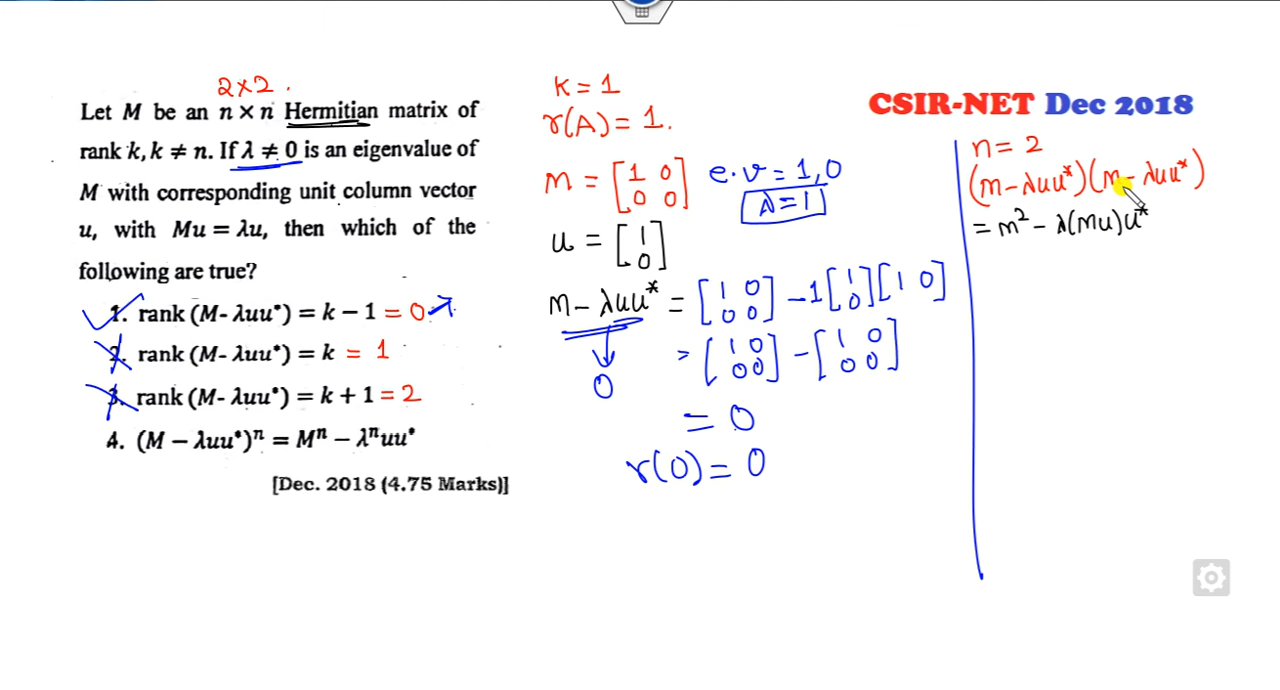 2×2.
Let M be an n × n Hermitian matrix of
rank k, k ≠ n. If λ ≠ 0 is an eigenvalue of
M with corresponding unit column vector
u, with Mu = λu, then which of the
following are true?
1. rank (M- λuu*) = k − 1 = 0
2. rank (M- λuu*) = k = 1
3. rank (M- λuu*) = k + 1 = 2
4. (M − λuu*)ⁿ = Mⁿ − λⁿuu*
[Dec. 2018 (4.75 Marks)]
k = 1
r(A) = 1.
m = [1 0
0 0] e.v = 1, 0
λ = 1
u = [1
0]
m − λuu* = [1 0
0 0] − 1 [1
0] [1 0]
0
= [1 0
0 0] − [1 0
0 0]
= 0
r(0) = 0
CSIR-NET Dec 2018
n = 2
(m − λuu*)(m − λuu*)
= m² − λ(Mu)u*